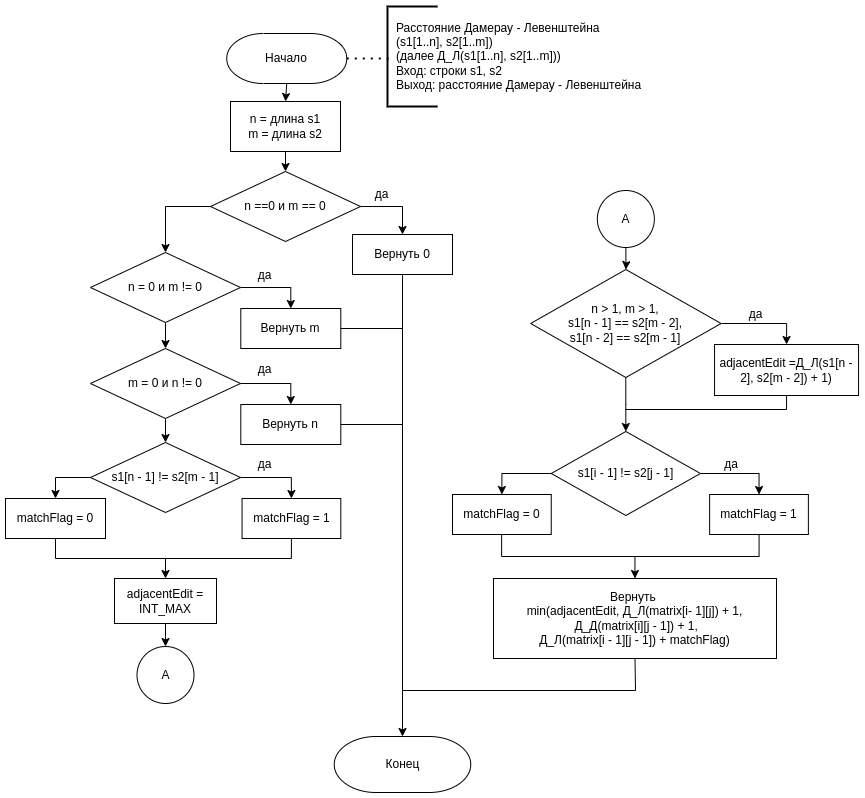 Расстояние Дамерау - Левенштейна
(s1[1..n], s2[1..m])
(далее Д_Л(s1[1..n], s2[1..m]))
Вход: строки s1, s2
Выход: расстояние Дамерау - Левенштейна
Начало
n = длина s1
m = длина s2
n ==0 и m == 0
да
Вернуть 0
n = 0 и m != 0
да
Вернуть m
m = 0 и n != 0
да
Вернуть n
s1[n - 1] != s2[m - 1]
да
matchFlag = 0
matchFlag = 1
adjacentEdit =
INT_MAX
A
A
n > 1, m > 1,
s1[n - 1] == s2[m - 2],
s1[n - 2] == s2[m - 1]
да
adjacentEdit =Д_Л(s1[n -
2], s2[m - 2]) + 1)
s1[i - 1] != s2[j - 1]
да
matchFlag = 0
matchFlag = 1
Вернуть
min(adjacentEdit, Д_Л(matrix[i- 1][j]) + 1,
Д_Д(matrix[i][j - 1]) + 1,
Д_Л(matrix[i - 1][j - 1]) + matchFlag)
Конец